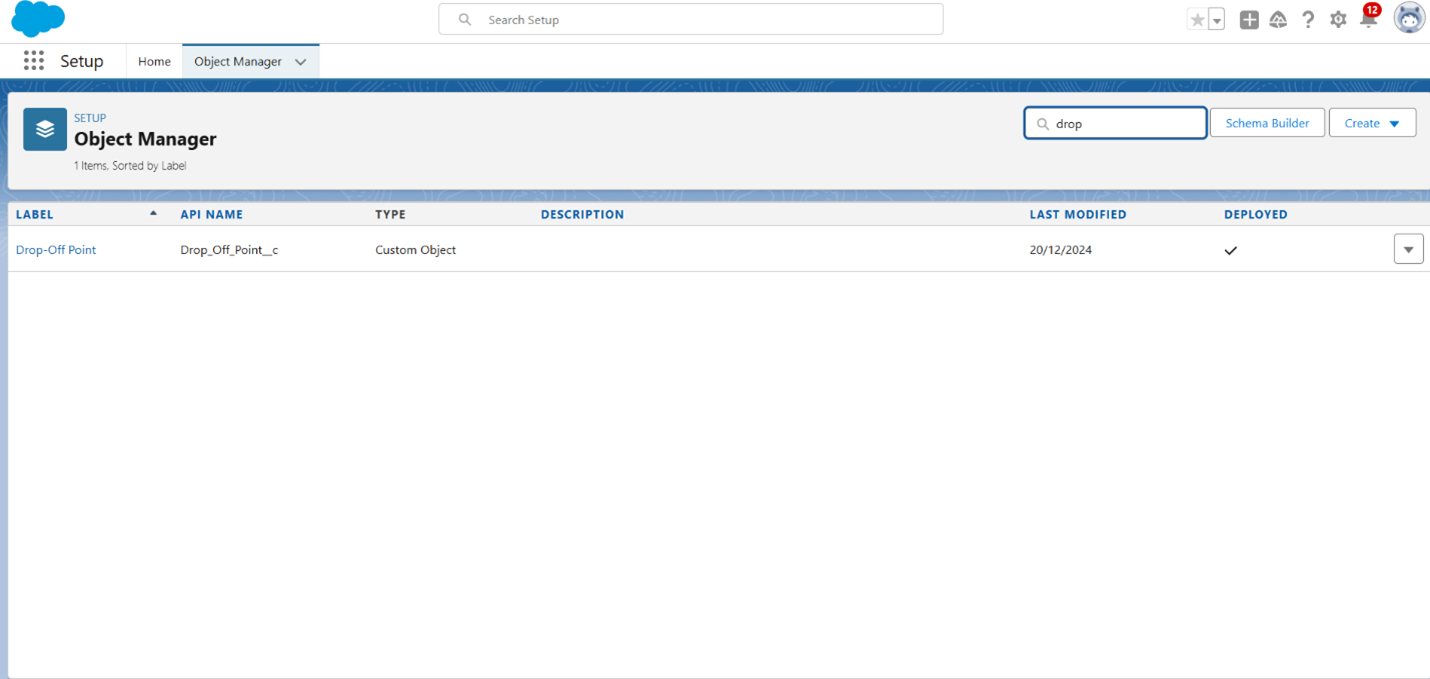 Search Setup
12
Setup Home Object Manager
SETUP
Object Manager
1 Items, Sorted by Label
drop
Schema Builder
Create
LABEL API NAME TYPE DESCRIPTION LAST MODIFIED DEPLOYED
Drop-Off Point Drop_Off_Point__c Custom Object 20/12/2024